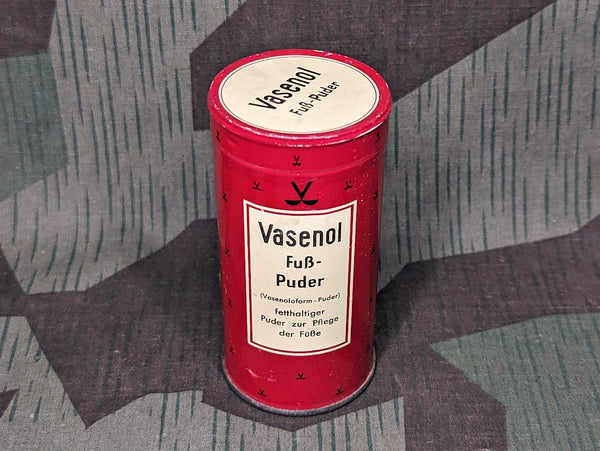 Vasenol
Fuß-Puder
Vasenol
Fuß-
Puder
(Vasenoloform-Puder)
fetthaltiger
Puder zur Pflege
der Füße